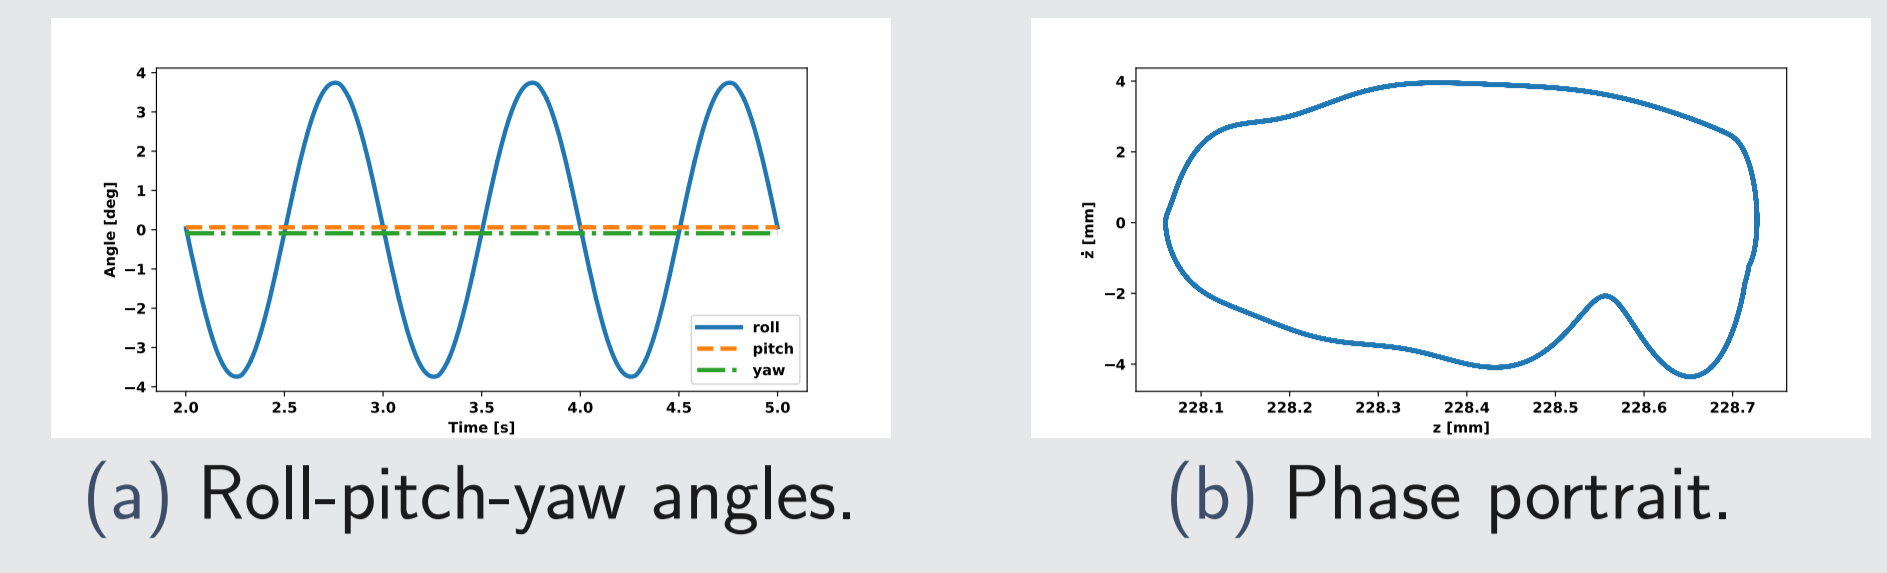 4
3
2
1
0
−1
−2
−3
−4
Angle [deg]
roll
pitch
yaw
2.0 2.5 3.0 3.5 4.0 4.5 5.0
Time [s]
(a) Roll-pitch-yaw angles.
4
2
0
−2
−4
ż [mm]
228.1 228.2 228.3 228.4 228.5 228.6 228.7
z [mm]
(b) Phase portrait.